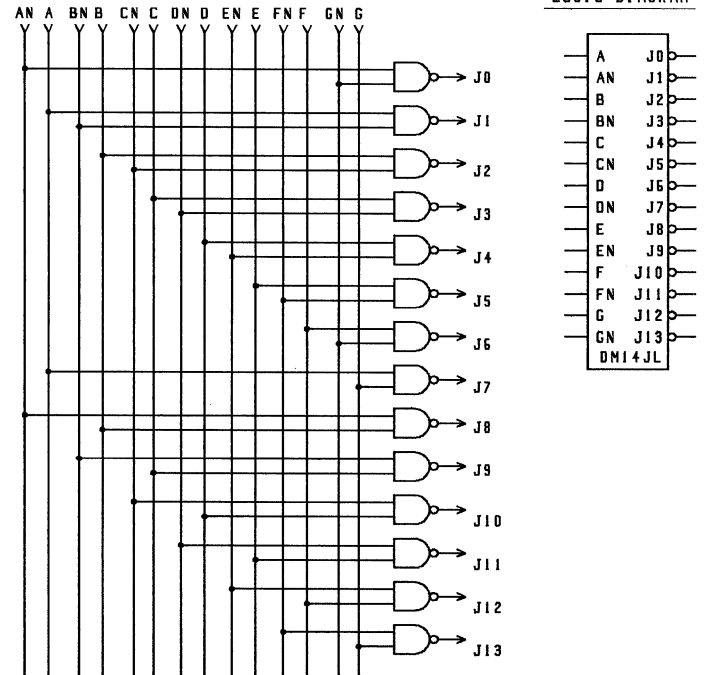 AN A BN B CN C DN D EN E FN F GN G
J0
J1
J2
J3
J4
J5
J6
J7
J8
J9
J10
J11
J12
J13
A J0
AN J1
B J2
BN J3
C J4
CN J5
D J6
DN J7
E J8
EN J9
F J10
FN J11
G J12
GN J13
DM14JL